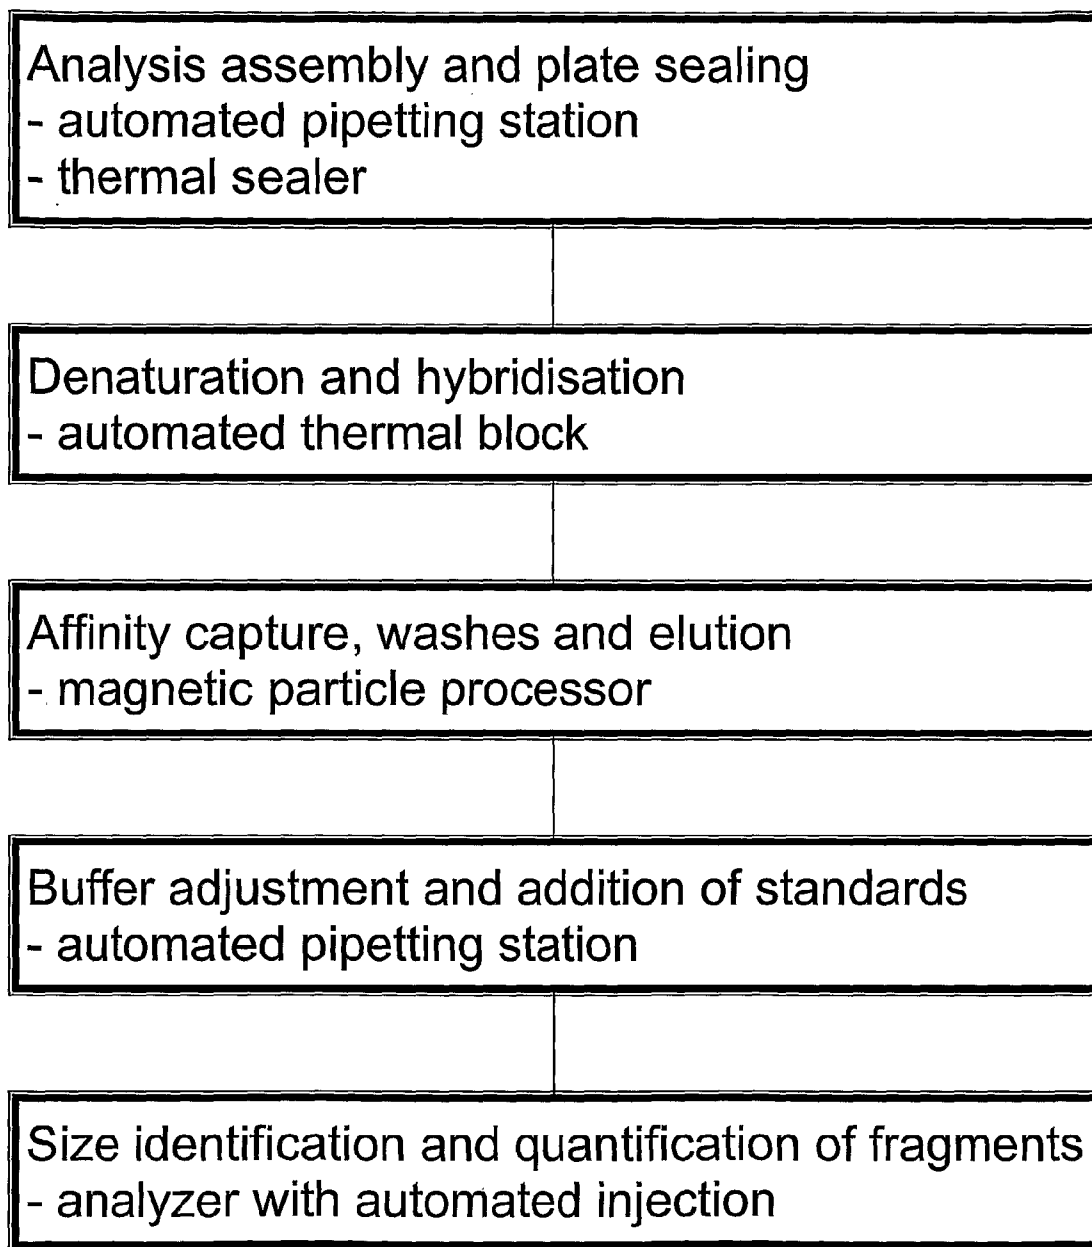 Analysis assembly and plate sealing
- automated pipetting station
- thermal sealer
Denaturation and hybridisation
- automated thermal block
Affinity capture, washes and elution
- magnetic particle processor
Buffer adjustment and addition of standards
- automated pipetting station
Size identification and quantification of fragments
- analyzer with automated injection